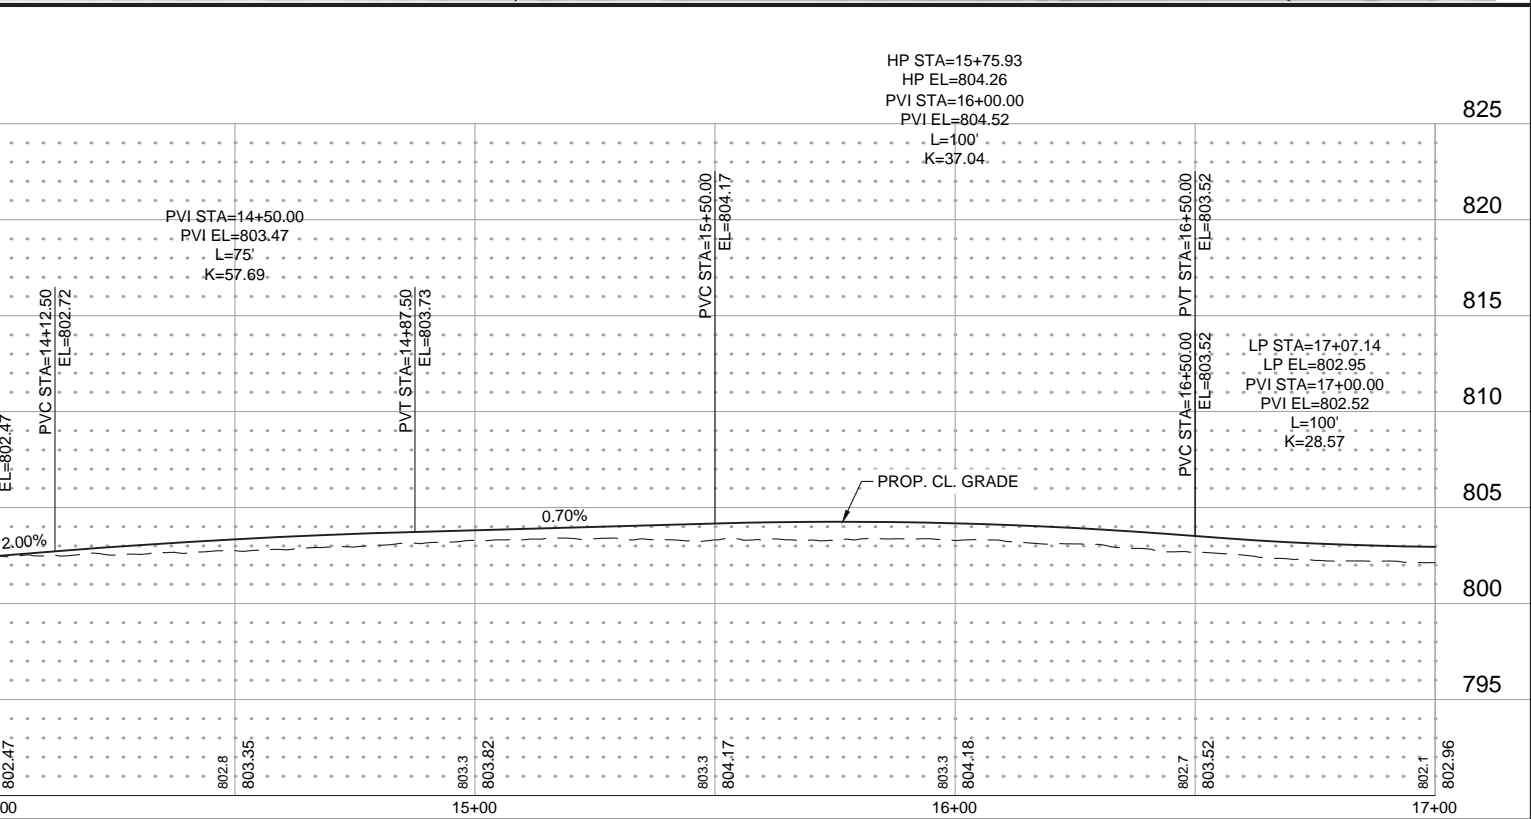 HP STA=15+75.93
HP EL=804.26
PVI STA=16+00.00
PVI EL=804.52
L=100'
K=37.04
825
820
815
810
805
800
795
PVI STA=14+50.00
PVI EL=803.47
L=75'
K=57.69
EL=802.47
PVC STA=14+12.50
EL=802.72
PVT STA=14+87.50
EL=803.73
PVC STA=15+50.00
EL=804.17
PVT STA=16+50.00
EL=803.52
PVC STA=16+50.00
EL=803.52
LP STA=17+07.14
LP EL=802.95
PVI STA=17+00.00
PVI EL=802.52
L=100'
K=28.57
PROP. CL. GRADE
2.00%
0.70%
802.47
802.8
803.35
803.3
803.82
803.3
804.17
803.3
804.18
802.7
803.52
802.1
802.96
00
15+00
16+00
17+00